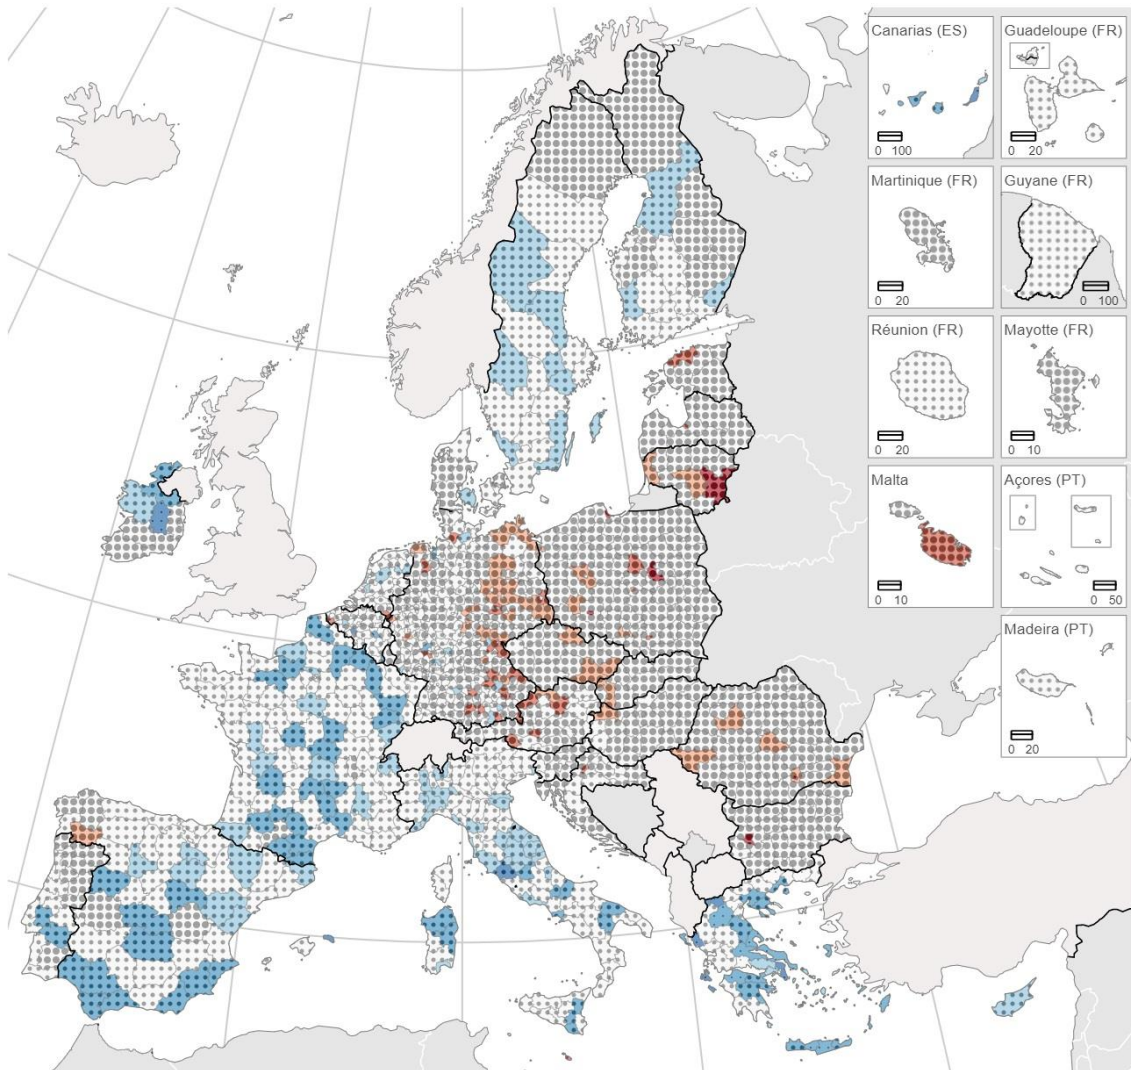 Canarias (ES)
0 100
Guadeloupe (FR)
0 20
Martinique (FR)
0 20
Guyane (FR)
0 100
Réunion (FR)
0 20
Mayotte (FR)
0 10
Malta
0 10
Açores (PT)
0 50
Madeira (PT)
0 20